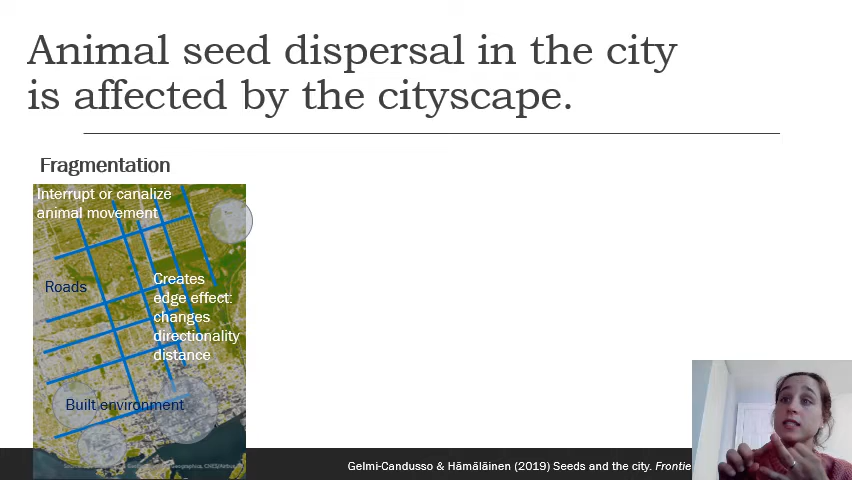 Animal seed dispersal in the city
is affected by the cityscape.
Fragmentation
Interrupt or canalize
animal movement
Roads
Creates
edge effect:
changes
directionality
distance
Built environment
Gelmi-Candusso & Hämäläinen (2019) Seeds and the city.